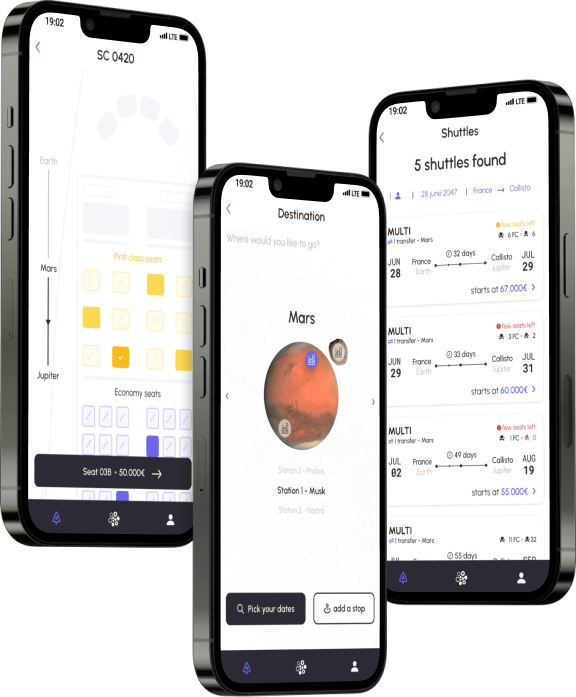 19:02
LTE
SC 0420
Earth
Mars
Jupiter
First class seats
Economy seats
Seat 03B • 50.000€ →
19:02
LTE
Destination
Where would you like to go?
Mars
Station 3 - Phobos
Station 1 - Musk
Station 2 - Nostro
Pick your dates
add a stop
19:02
LTE
Shuttles
5 shuttles found
28 june 2047 | France → Callisto
MULTI
few seats left
1 transfer - Mars
6 FC • 6
JUN 28
France
Earth
32 days
Callisto
Jupiter
JUL 29
starts at 67.000€
MULTI
few seats left
1 transfer - Mars
3 FC • 2
JUN 29
France
Earth
33 days
Callisto
Jupiter
JUL 31
starts at 60.000€
MULTI
few seats left
1 transfer - Mars
1 FC • 0
JUL 02
France
Earth
49 days
Callisto
Jupiter
AUG 19
starts at 55.000€
MULTI
1 transfer - Mars
11 FC • 32
55 days